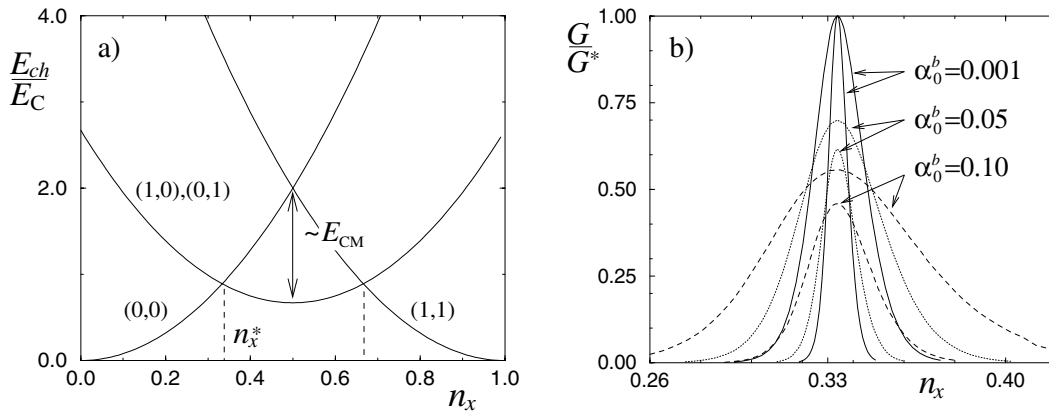 a)
E_ch
E_C
4.0
2.0
0.0
(1,0),(0,1)
~E_CM
(0,0)
n_x^*
(1,1)
0.0 0.2 0.4 0.6 0.8 1.0
n_x
b)
G
G*
1.00
0.75
0.50
0.25
0.00
α_0^b=0.001
α_0^b=0.05
α_0^b=0.10
0.26 0.33 0.40
n_x